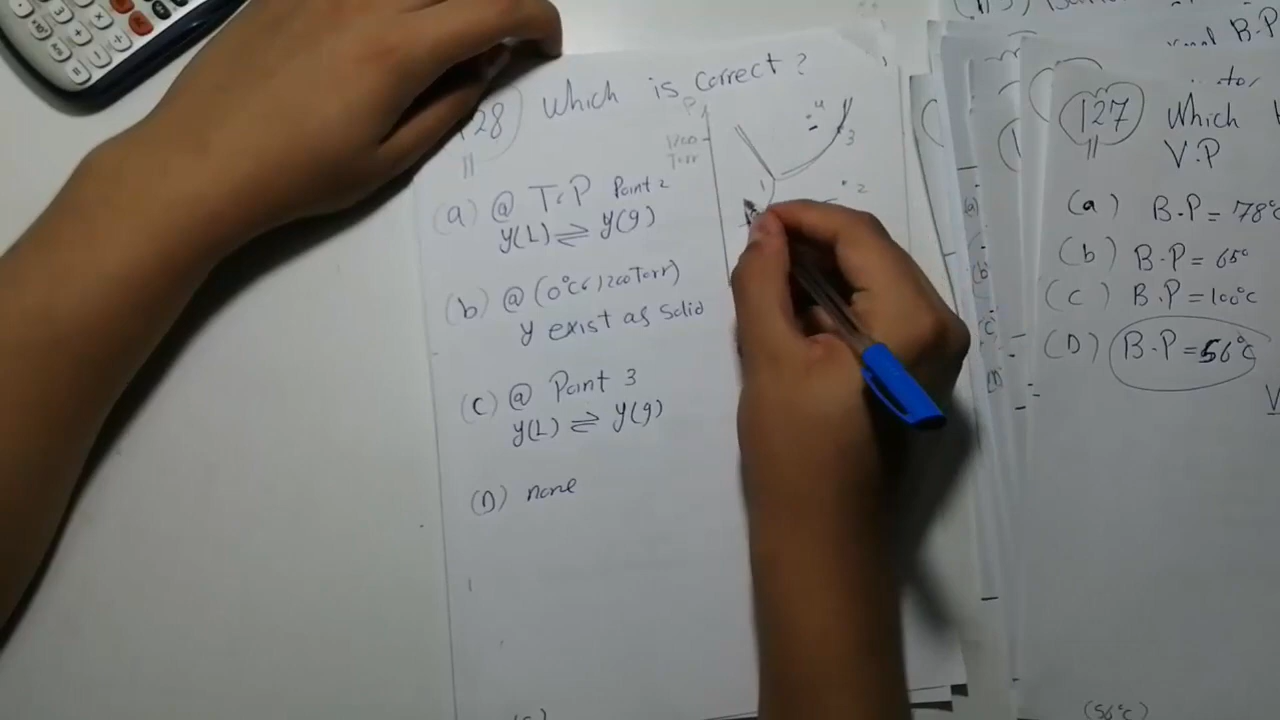 128 Which is correct?
(a) @ TcP Point 2
y(L) ⇌ y(g)
(b) @ (0°C, 1200 Torr)
y exist as solid
(c) @ Point 3
y(L) ⇌ y(g)
(D) none
P
1200
Torr
4
3
1
2
B.P
127 Which
V.P
(a) B.P = 78°C
(b) B.P = 65°
(c) B.P = 100°C
(D) B.P = 56°C
(56°C)